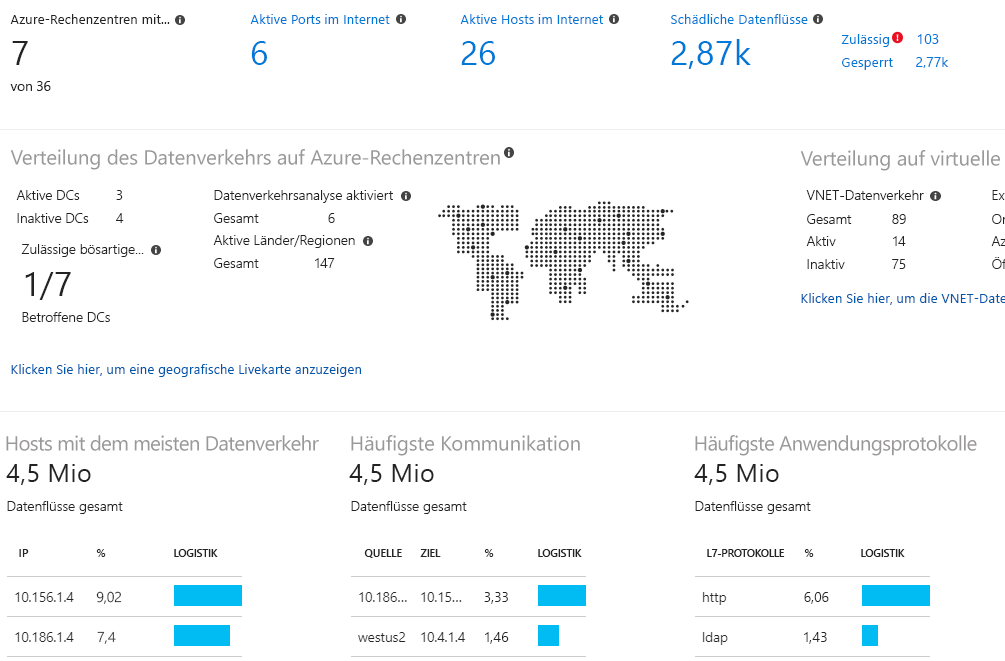 Azure-Rechenzentren mit...
7
von 36
Aktive Ports im Internet
6
Aktive Hosts im Internet
26
Schädliche Datenflüsse
2,87k
Zulässig 103
Gesperrt 2,77k
Verteilung des Datenverkehrs auf Azure-Rechenzentren
Aktive DCs 3
Inaktive DCs 4
Zulässige bösartige...
1/7
Betroffene DCs
Datenverkehrsanalyse aktiviert
Gesamt 6
Aktive Länder/Regionen
Gesamt 147
Klicken Sie hier, um eine geografische Livekarte anzuzeigen
Verteilung auf virtuelle
VNET-Datenverkehr
Gesamt 89
Aktiv 14
Inaktiv 75
Ex
Or
Az
Öf
Klicken Sie hier, um die VNET-Date
Hosts mit dem meisten Datenverkehr
4,5 Mio
Datenflüsse gesamt
IP % LOGISTIK
10.156.1.4 9,02
10.186.1.4 7,4
Häufigste Kommunikation
4,5 Mio
Datenflüsse gesamt
QUELLE ZIEL % LOGISTIK
10.186... 10.15... 3,33
westus2 10.4.1.4 1,46
Häufigste Anwendungsprotokolle
4,5 Mio
Datenflüsse gesamt
L7-PROTOKOLLE % LOGISTIK
http 6,06
ldap 1,43